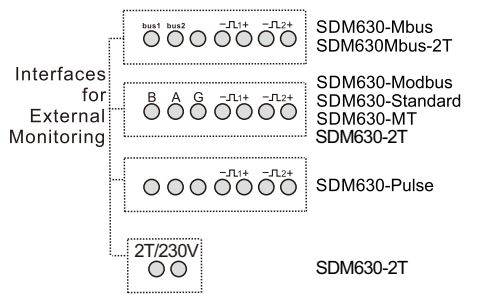 bus1 bus2 −⎍1+ −⎍2+
SDM630-Mbus
SDM630Mbus-2T
Interfaces
for
External
Monitoring
B A G −⎍1+ −⎍2+
SDM630-Modbus
SDM630-Standard
SDM630-MT
SDM630-2T
−⎍1+ −⎍2+
SDM630-Pulse
2T/230V
SDM630-2T